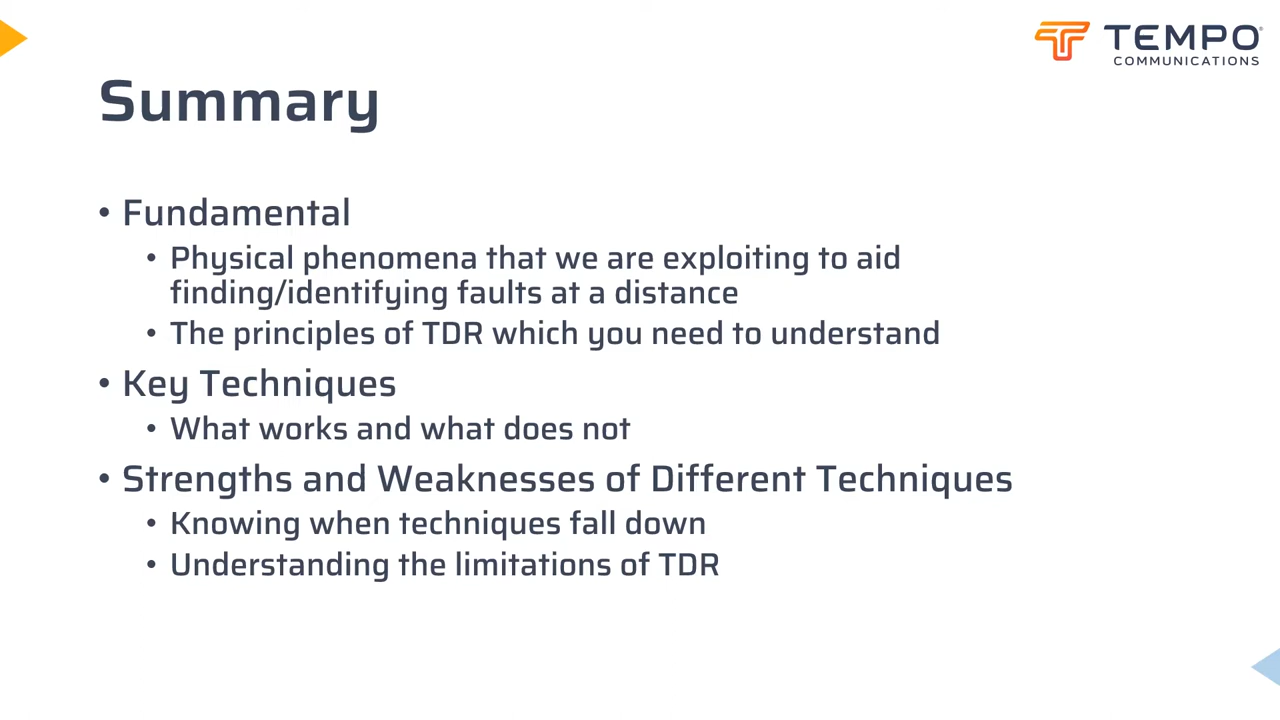 TEMPO
COMMUNICATIONS
Summary
• Fundamental
• Physical phenomena that we are exploiting to aid
finding/identifying faults at a distance
• The principles of TDR which you need to understand
• Key Techniques
• What works and what does not
• Strengths and Weaknesses of Different Techniques
• Knowing when techniques fall down
• Understanding the limitations of TDR